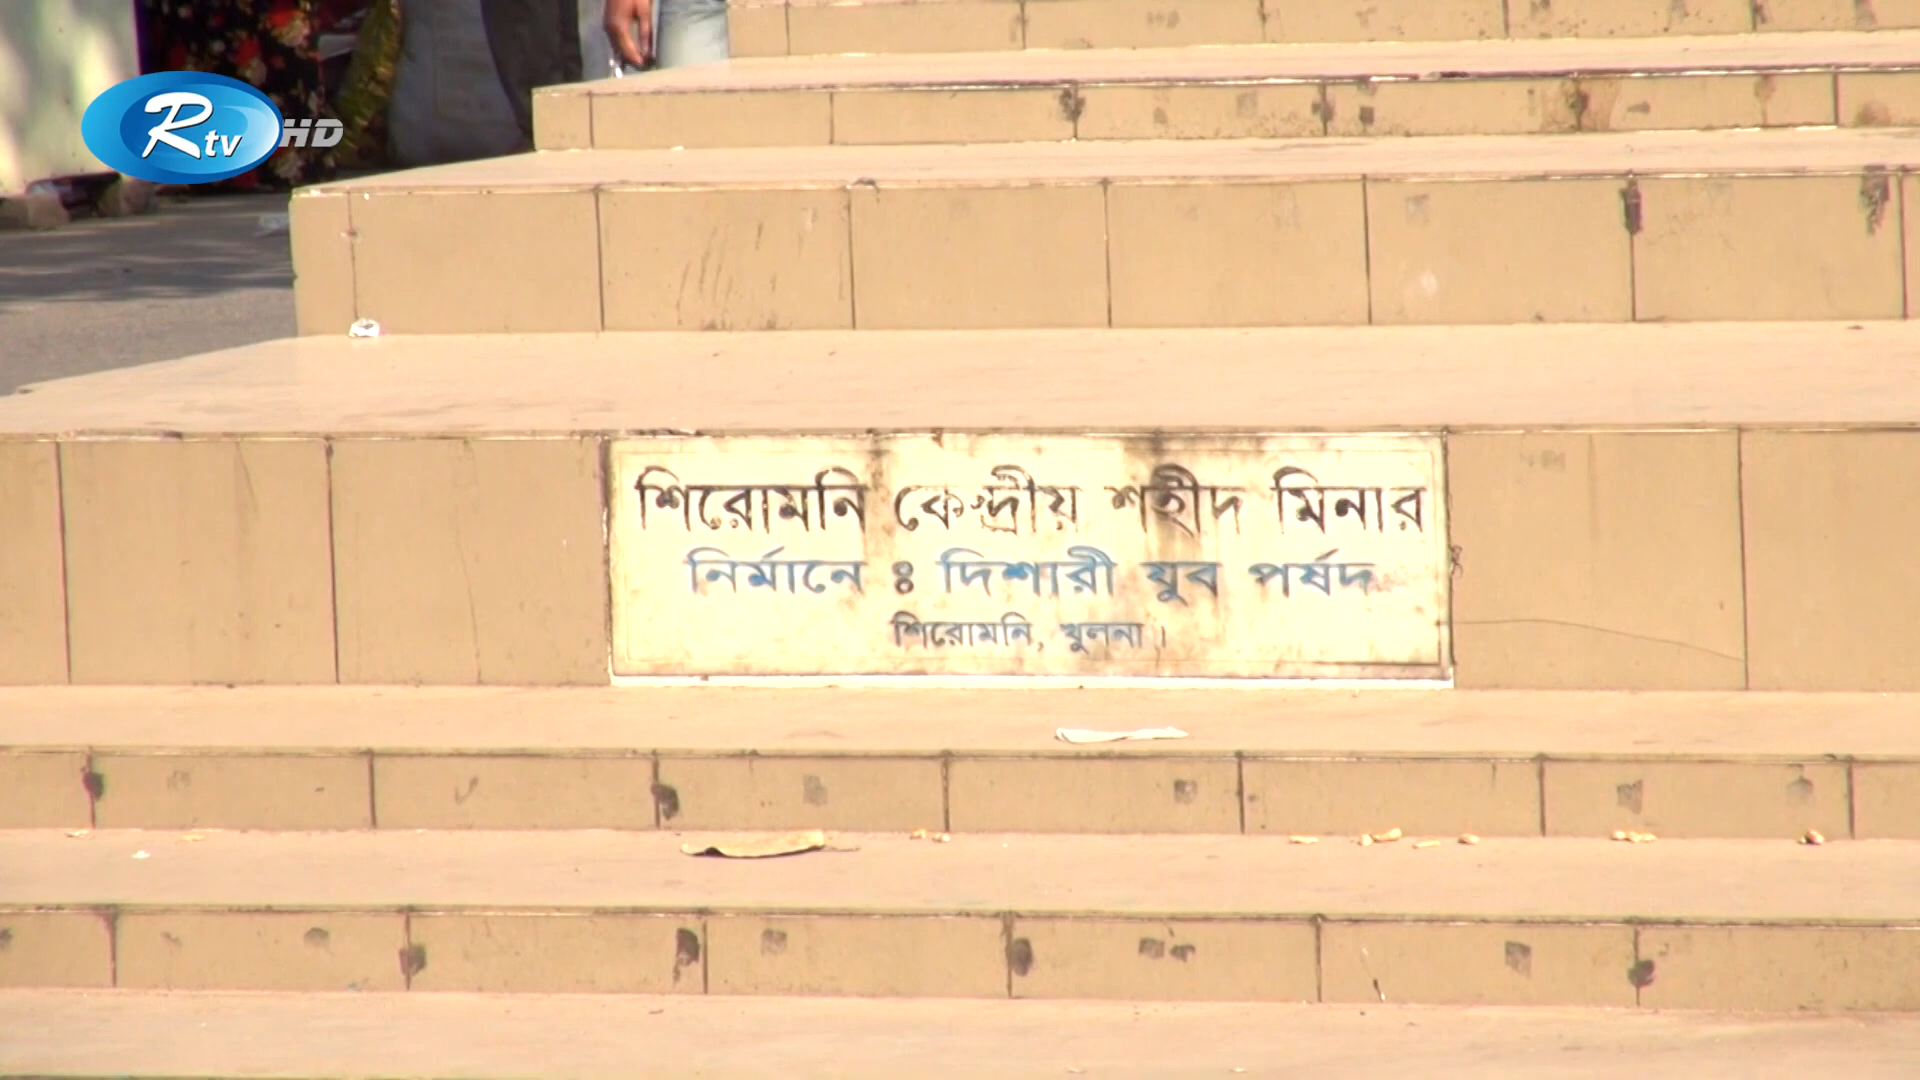 Rtv HD
শিরোমনি কেন্দ্রীয় শহীদ মিনার
নির্মানে ঃ দিশারী যুব পর্ষদ
শিরোমনি, খুলনা।